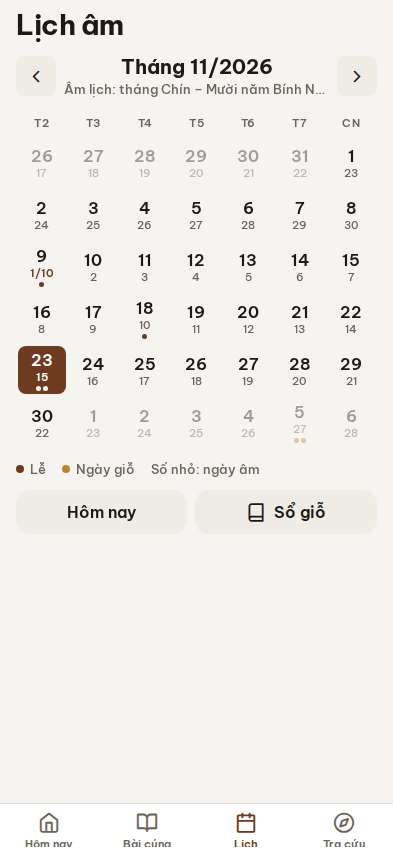 Lịch âm
Tháng 11/2026
Âm lịch: tháng Chín – Mười năm Bính N...
T2 T3 T4 T5 T6 T7 CN
26 27 28 29 30 31 1
17 18 19 20 21 22 23
2 3 4 5 6 7 8
24 25 26 27 28 29 30
9 10 11 12 13 14 15
1/10 2 3 4 5 6 7
16 17 18 19 20 21 22
8 9 10 11 12 13 14
23 24 25 26 27 28 29
15 16 17 18 19 20 21
30 1 2 3 4 5 6
22 23 24 25 26 27 28
Lễ Ngày giỗ Số nhỏ: ngày âm
Hôm nay Sổ giỗ
Hôm nay Bài cúng Lịch Tra cứu